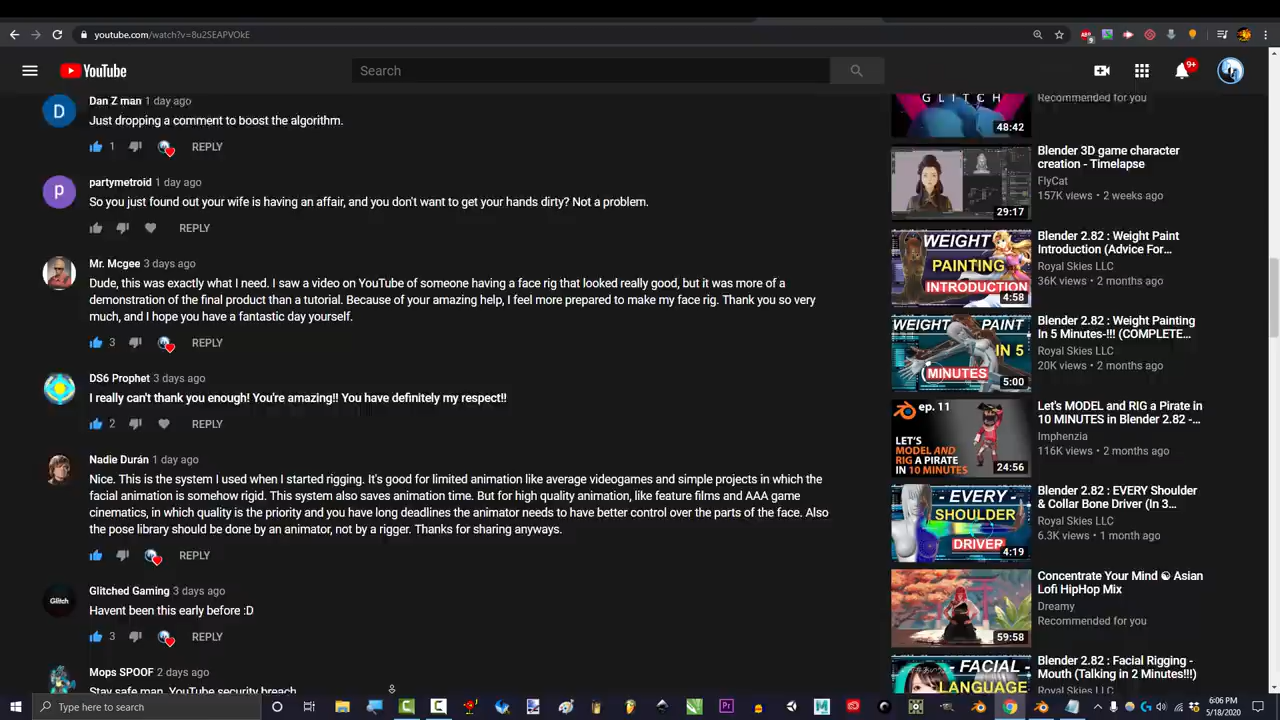 youtube.com/watch?v=8u2SEAPVOkE
YouTube
Search
9+
Dan Z man 1 day ago
Just dropping a comment to boost the algorithm.
1 REPLY
partymetroid 1 day ago
So you just found out your wife is having an affair, and you don't want to get your hands dirty? Not a problem.
REPLY
Mr. Mcgee 3 days ago
Dude, this was exactly what I need. I saw a video on YouTube of someone having a face rig that looked really good, but it was more of a
demonstration of the final product than a tutorial. Because of your amazing help, I feel more prepared to make my face rig. Thank you so very
much, and I hope you have a fantastic day yourself.
3 REPLY
DS6 Prophet 3 days ago
I really can't thank you enough! You're amazing!! You have definitely my respect!!
2 REPLY
Nadie Durán 1 day ago
Nice. This is the system I used when I started rigging. It's good for limited animation like average videogames and simple projects in which the
facial animation is somehow rigid. This system also saves animation time. But for high quality animation, like feature films and AAA game
cinematics, in which quality is the priority and you have long deadlines the animator needs to have better control over the parts of the face. Also
the pose library should be done by an animator, not by a rigger. Thanks for sharing anyways.
REPLY
Glitched Gaming 3 days ago
Havent been this early before :D
3 REPLY
Mops SPOOF 2 days ago
Stay safe man, YouTube security breach
GLITCH
48:42
Recommended for you
29:17
Blender 3D game character
creation - Timelapse
FlyCat
157K views • 2 weeks ago
WEIGHT
PAINTING
INTRODUCTION
4:58
Blender 2.82 : Weight Paint
Introduction (Advice For...
Royal Skies LLC
36K views • 2 months ago
WEIGHT PAINT
IN 5
MINUTES
5:00
Blender 2.82 : Weight Painting
In 5 Minutes-!!! (COMPLETE...
Royal Skies LLC
20K views • 2 months ago
ep. 11
LET'S
MODEL AND
RIG A PIRATE
IN 10 MINUTES
24:56
Let's MODEL and RIG a Pirate in
10 MINUTES in Blender 2.82 -...
Imphenzia
116K views • 2 months ago
- EVERY -
SHOULDER
DRIVER
4:19
Blender 2.82 : EVERY Shoulder
& Collar Bone Driver (In 3...
Royal Skies LLC
6.3K views • 1 month ago
59:58
Concentrate Your Mind ☯ Asian
Lofi HipHop Mix
Dreamy
Recommended for you
- FACIAL -
LANGUAGE
Blender 2.82 : Facial Rigging -
Mouth (Talking in 2 Minutes!!!)
Royal Skies LLC
Type here to search
6:06 PM
5/18/2020